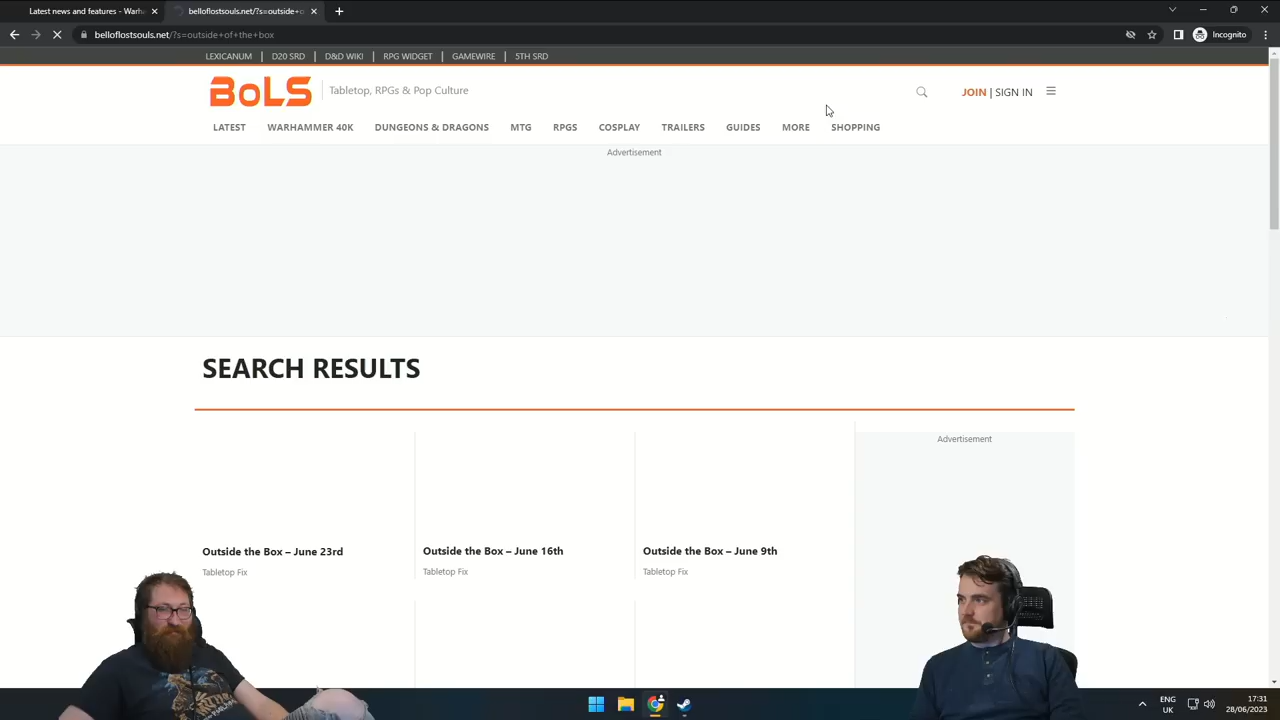 Latest news and features - Warh
belloflostsouls.net/?s=outside+o
belloflostsouls.net/?s=outside+of+the+box
Incognito
LEXICANUM | D20 SRD | D&D WIKI | RPG WIDGET | GAMEWIRE | 5TH SRD
BoLS | Tabletop, RPGs & Pop Culture
JOIN | SIGN IN
LATEST WARHAMMER 40K DUNGEONS & DRAGONS MTG RPGS COSPLAY TRAILERS GUIDES MORE SHOPPING
Advertisement
SEARCH RESULTS
Advertisement
Outside the Box – June 23rd
Tabletop Fix
Outside the Box – June 16th
Tabletop Fix
Outside the Box – June 9th
Tabletop Fix
ENG
UK
17:31
28/06/2023